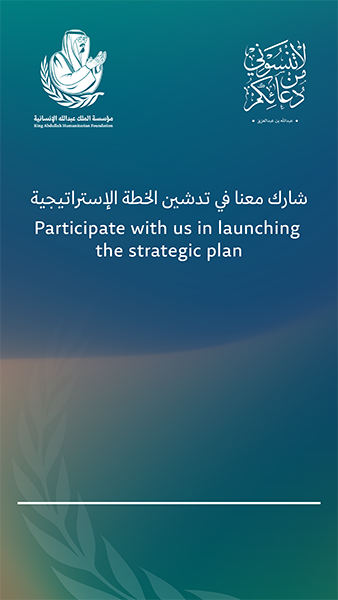 مؤسسة الملك عبدالله الإنسانية
King Abdullah Humanitarian Foundation
لا تنسوني
من
دعائكم
عبدالله بن عبدالعزيز
شارك معنا في تدشين الخطة الإستراتيجية
Participate with us in launching
the strategic plan